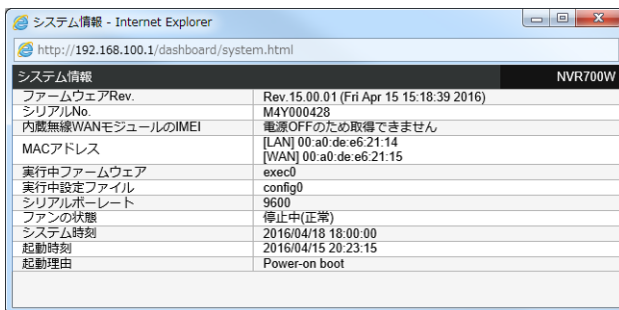 システム情報 - Internet Explorer
http://192.168.100.1/dashboard/system.html
システム情報 NVR700W
ファームウェアRev. Rev.15.00.01 (Fri Apr 15 15:18:39 2016)
シリアルNo. M4Y000428
内蔵無線WANモジュールのIMEI 電源OFFのため取得できません
MACアドレス [LAN] 00:a0:de:e6:21:14
[WAN] 00:a0:de:e6:21:15
実行中ファームウェア exec0
実行中設定ファイル config0
シリアルボーレート 9600
ファンの状態 停止中(正常)
システム時刻 2016/04/18 18:00:00
起動時刻 2016/04/15 20:23:15
起動理由 Power-on boot